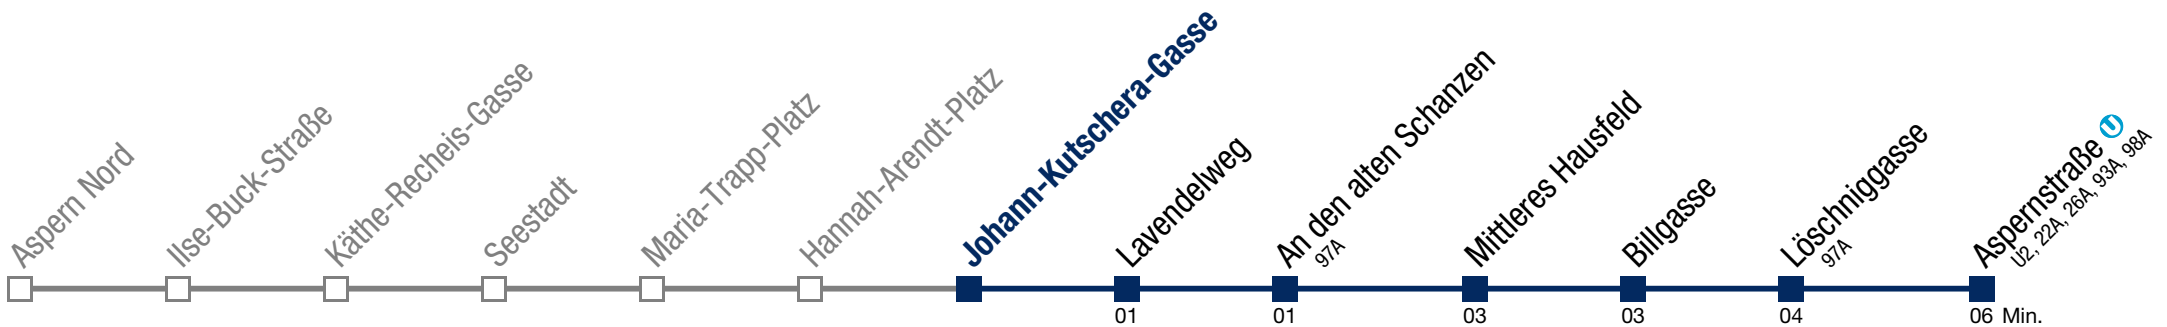 Aspern Nord
Ilse-Buck-Straße
Käthe-Recheis-Gasse
Seestadt
Maria-Trapp-Platz
Hannah-Arendt-Platz
Johann-Kutschera-Gasse
Lavendelweg
An den alten Schanzen
97A
Mittleres Hausfeld
Billgasse
Löschniggasse
97A
Aspernstraße U
U2, 22A, 26A, 93A, 98A
01
01
03
03
04
06 Min.